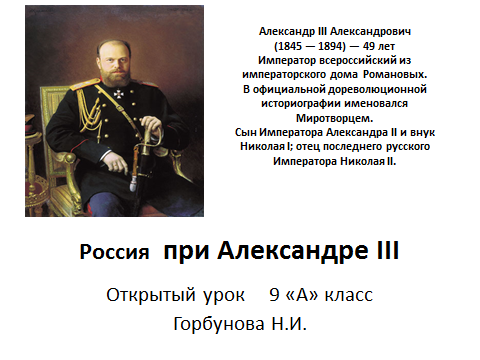 Александр III Александрович
(1845 — 1894) — 49 лет
Император всероссийский из
императорского дома Романовых.
В официальной дореволюционной
историографии именовался
Миротворцем.
Сын Императора Александра II и внук
Николая I; отец последнего русского
Императора Николая II.
Россия при Александре III
Открытый урок 9 «А» класс
Горбунова Н.И.